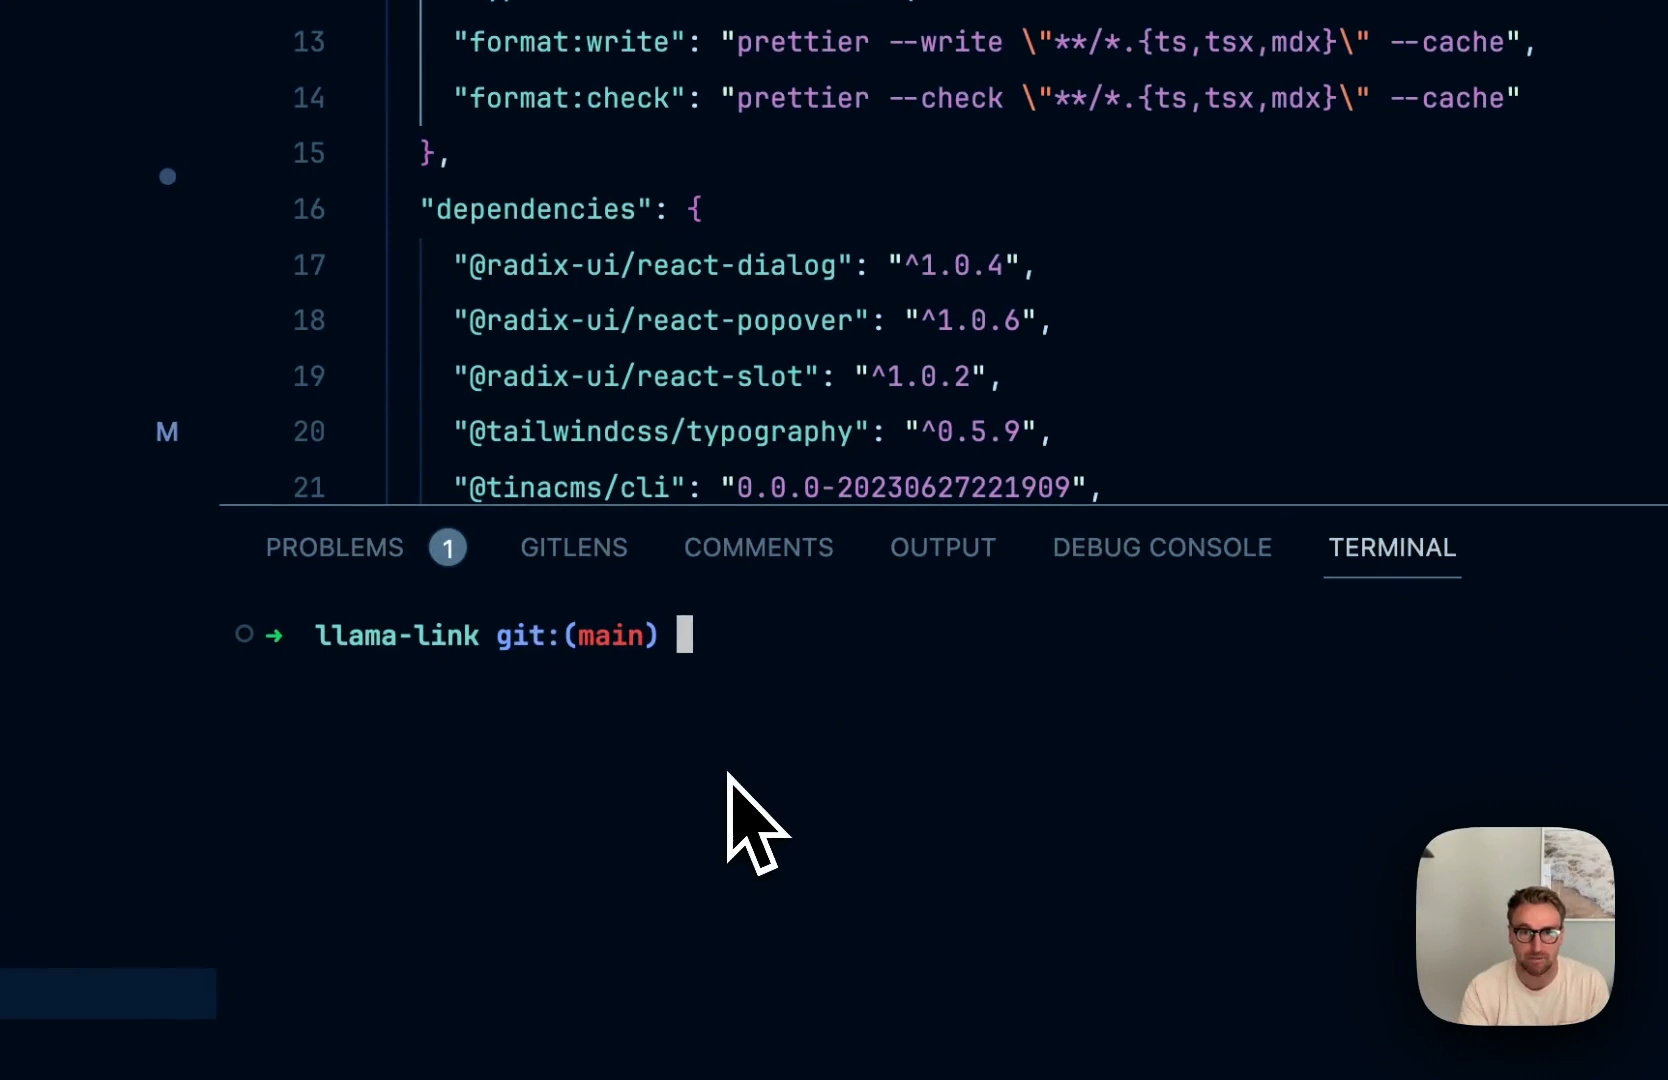 13 "format:write": "prettier --write \"**/*.{ts,tsx,mdx}\" --cache",
14 "format:check": "prettier --check \"**/*.{ts,tsx,mdx}\" --cache"
15 },
16 "dependencies": {
17 "@radix-ui/react-dialog": "^1.0.4",
18 "@radix-ui/react-popover": "^1.0.6",
19 "@radix-ui/react-slot": "^1.0.2",
M 20 "@tailwindcss/typography": "^0.5.9",
21 "@tinacms/cli": "0.0.0-20230627221909",
PROBLEMS 1 GITLENS COMMENTS OUTPUT DEBUG CONSOLE TERMINAL
➜ llama-link git:(main)